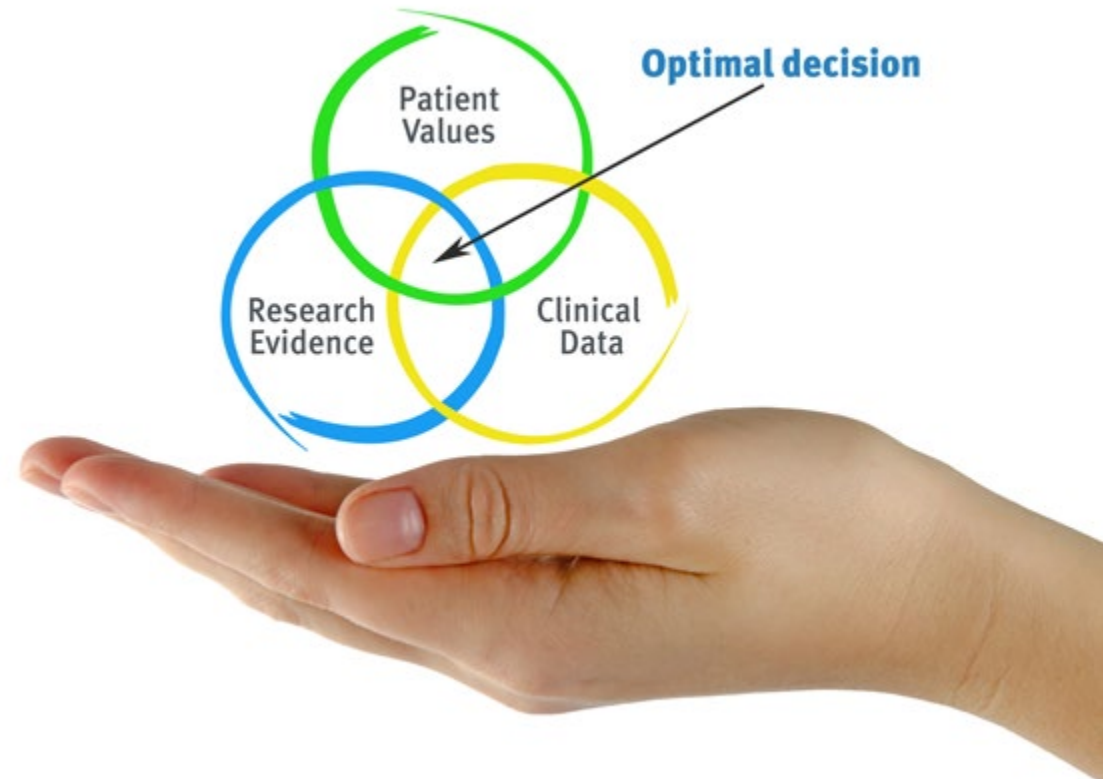 Optimal decision
Patient
Values
Research
Evidence
Clinical
Data